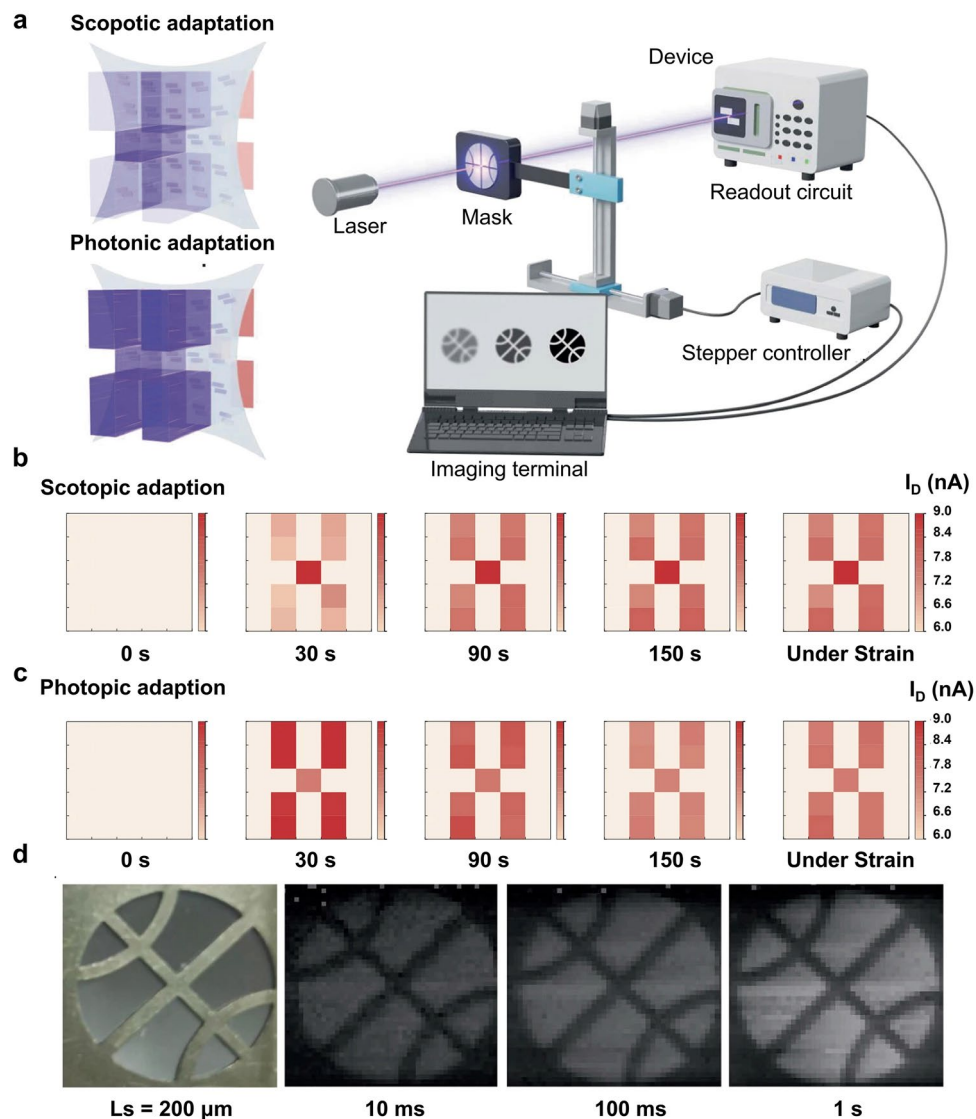 a
Scopotic adaptation
Photonic adaptation
Laser
Mask
Device
Readout circuit
Stepper controller
Imaging terminal
b
Scotopic adaption
I_D (nA)
9.0
8.4
7.8
7.2
6.6
6.0
0 s
30 s
90 s
150 s
Under Strain
c
Photopic adaption
I_D (nA)
9.0
8.4
7.8
7.2
6.6
6.0
0 s
30 s
90 s
150 s
Under Strain
d
Ls = 200 μm
10 ms
100 ms
1 s